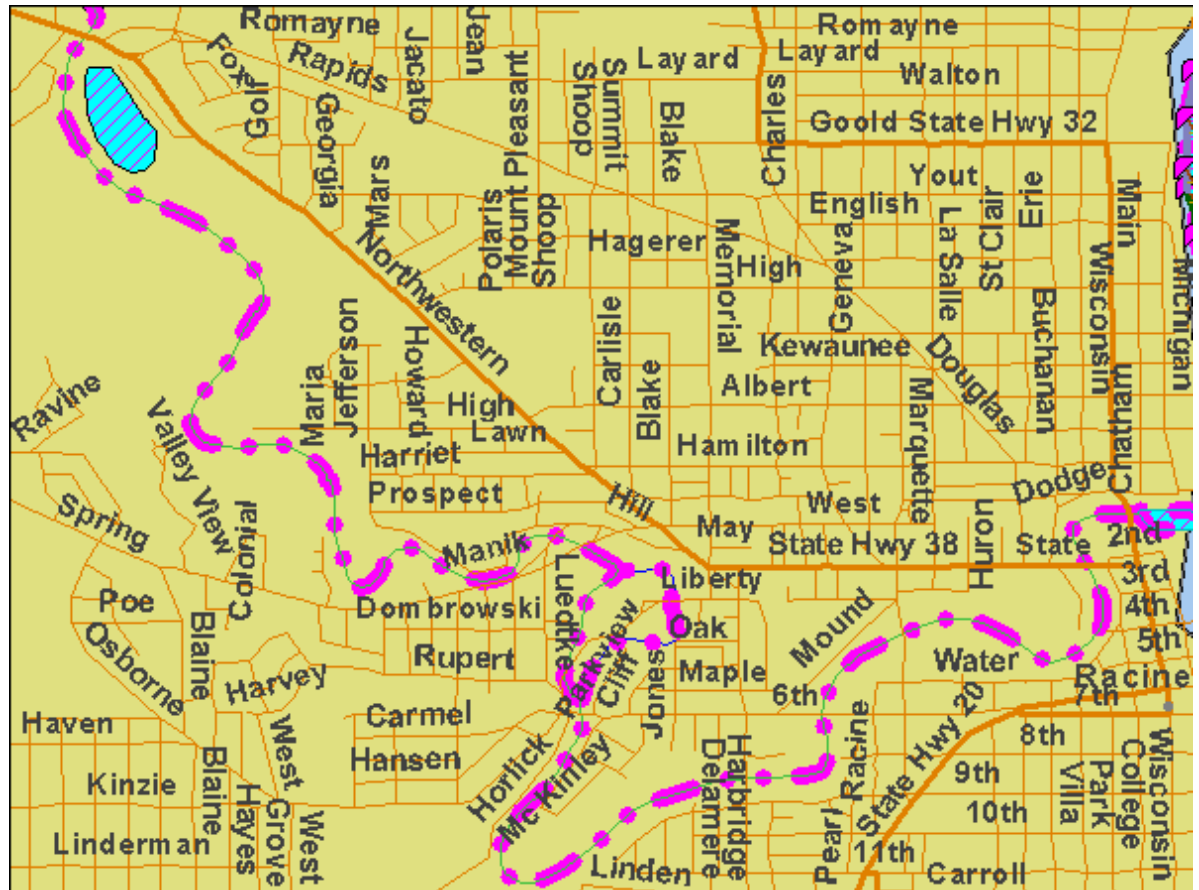 Romayne
Romayne
Jean
Jacato
Fox
Rapids
Golf
Layard
Layard
Walton
Shoop
Summit
Blake
Charles
Georgia
Mount Pleasant
Goold State Hwy 32
Mars
Polaris
Shoop
Yout
English
La Salle
St Clair
Erie
Main
Hagerer
Memorial
High
Geneva
Wisconsin
Michigan
Northwestern
Jefferson
Howard
Maria
Carlisle
Blake
Kewaunee
Douglas
Buchanan
Chatham
Ravine
High
Lawn
Albert
Marquette
Valley View
Harriet
Hamilton
Prospect
Dodge
Spring
Hill
West
May
Colonial
Manik
State Hwy 38
Huron
State
2nd
Luedtke
Liberty
3rd
Poe
Dombrowski
4th
Osborne
Blaine
Parkview
Oak
Mound
5th
Rupert
Cliff
Maple
Water
Harvey
Jones
6th
Racine
7th
Haven
West
Carmel
8th
State Hwy 20
Hansen
Horlick
Mc Kinley
Racine
Kinzie
Blaine
Hayes
Grove
West
Delamere
Harbridge
9th
Villa
Park
College
Wisconsin
10th
Linderman
Linden
Pearl
11th
Carroll